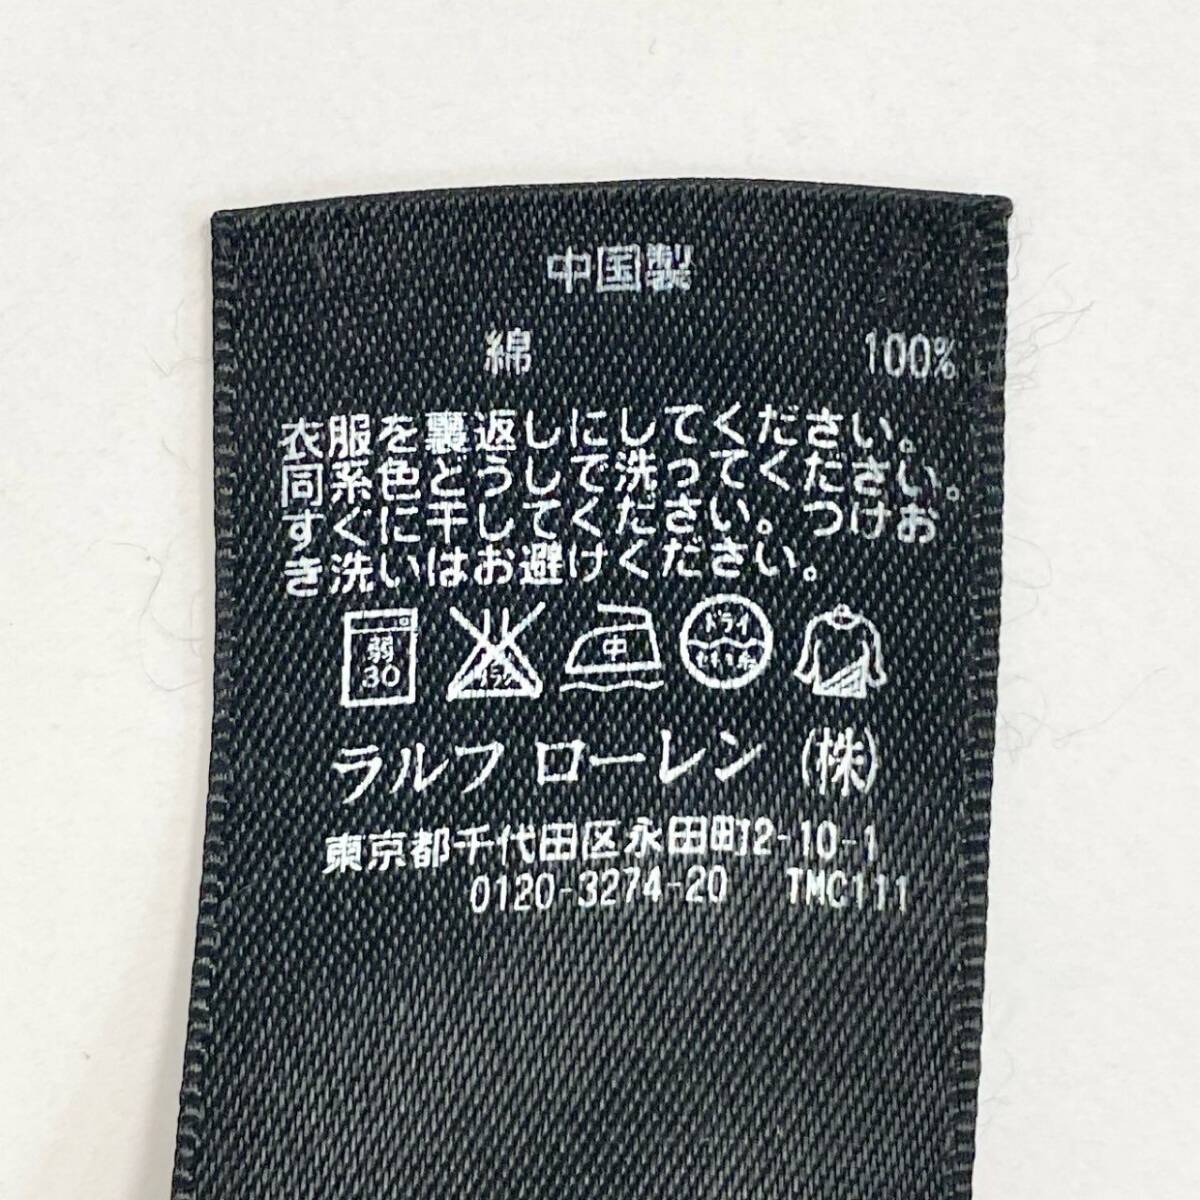 中国製
綿 100%
衣服を裏返しにしてください。
同系色どうしで洗ってください。
すぐに干してください。つけお
き洗いはお避けください。
弱 中 ドライ
30
ラルフ ローレン (株)
東京都千代田区永田町2-10-1
0120-3274-20 TMC111